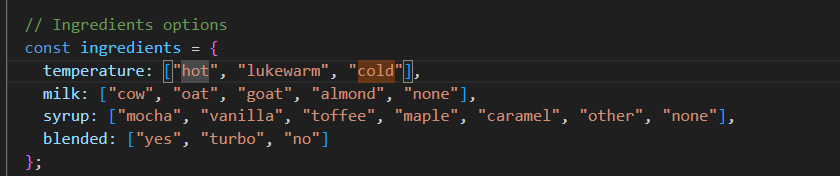 // Ingredients options
const ingredients = {
temperature: ["hot", "lukewarm", "cold"],
milk: ["cow", "oat", "goat", "almond", "none"],
syrup: ["mocha", "vanilla", "toffee", "maple", "caramel", "other", "none"],
blended: ["yes", "turbo", "no"]
};